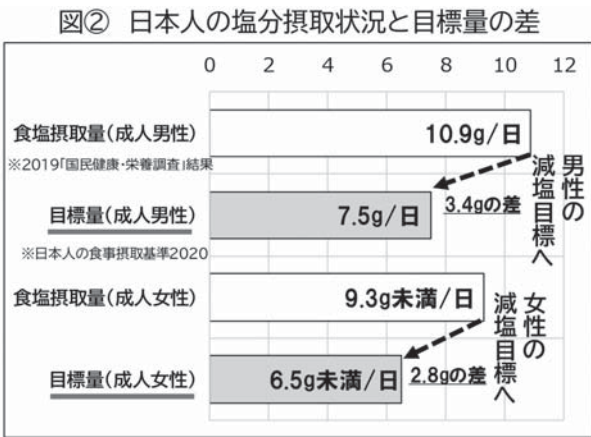 図② 日本人の塩分摂取状況と目標量の差
0 2 4 6 8 10 12
食塩摂取量(成人男性)
10.9g/日
※2019「国民健康・栄養調査」結果
目標量(成人男性)
7.5g/日
3.4gの差
男性の
減塩目標へ
※日本人の食事摂取基準2020
食塩摂取量(成人女性)
9.3g未満/日
目標量(成人女性)
6.5g未満/日
2.8gの差
女性の
減塩目標へ